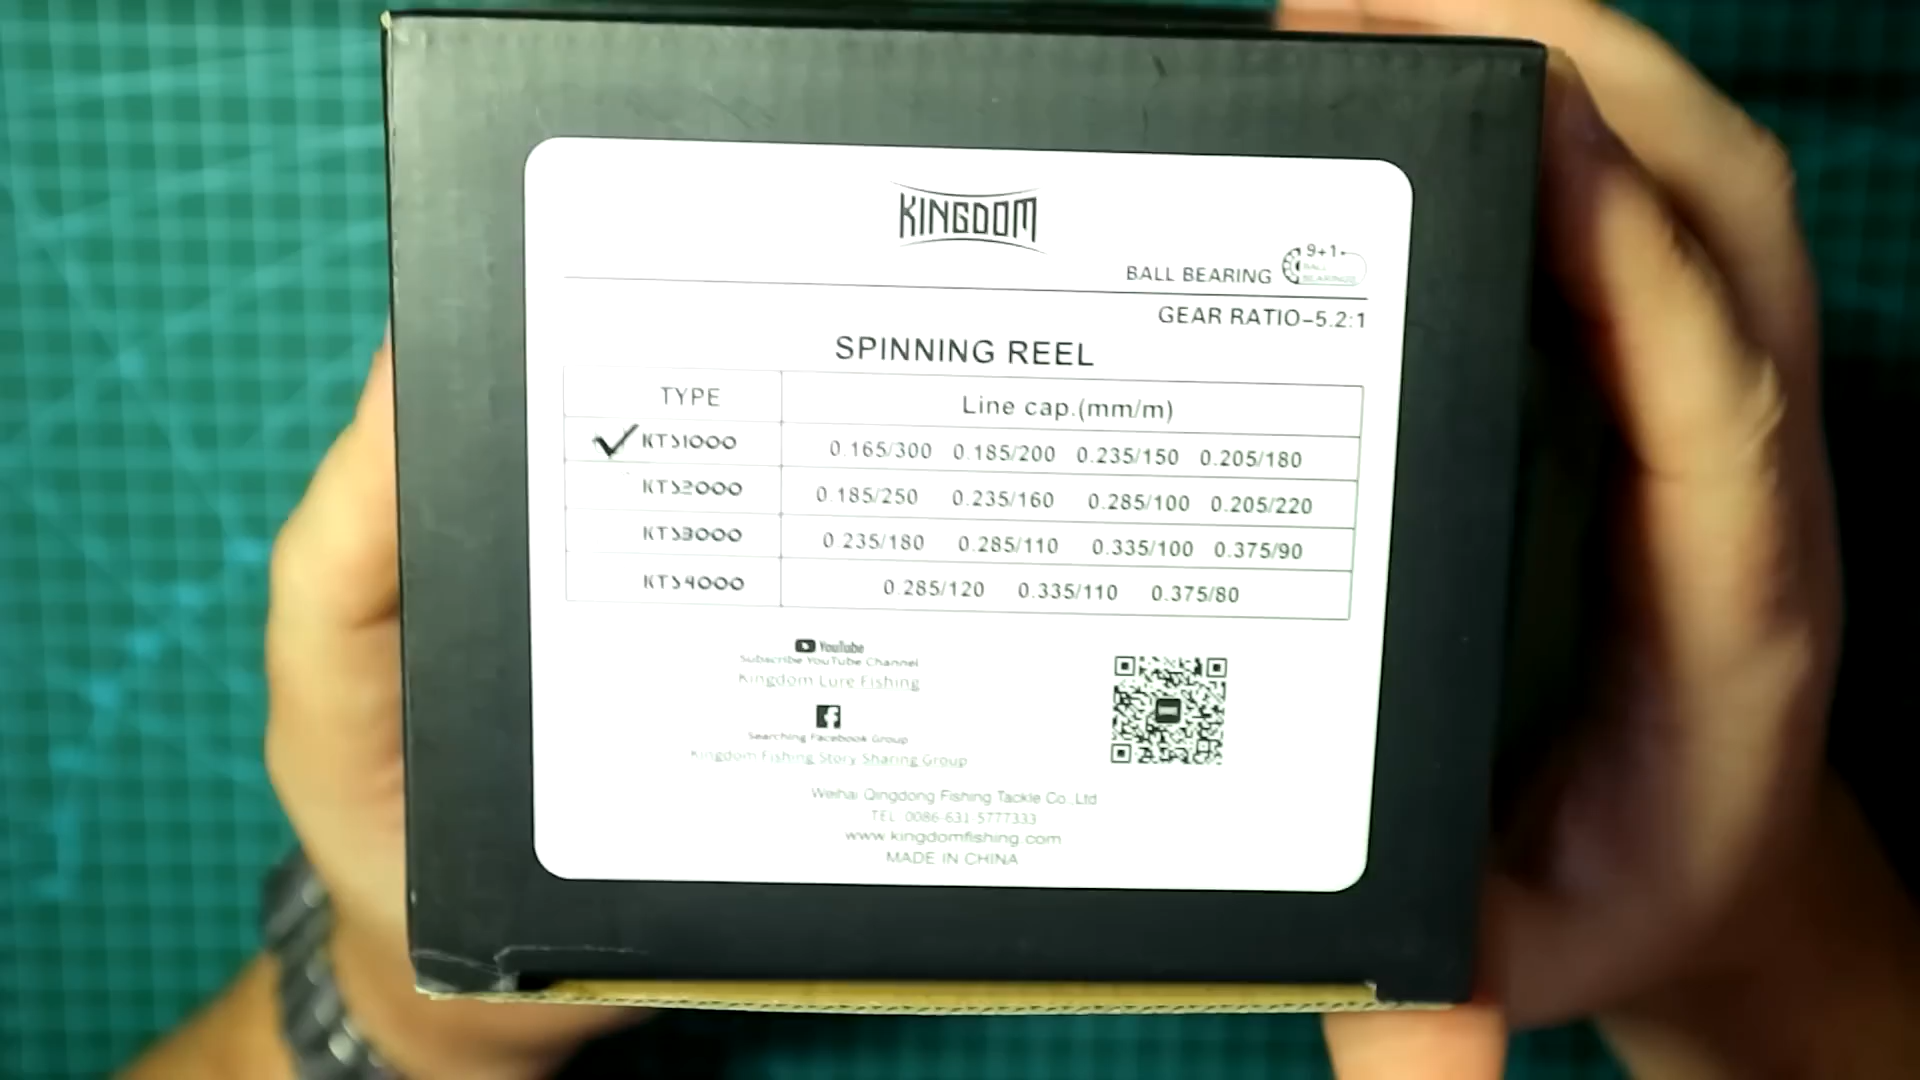 KINGDOM
BALL BEARING 9+1 BALL BEARINGS
GEAR RATIO-5.2:1
SPINNING REEL
TYPE Line cap.(mm/m)
KTS1000 0.165/300 0.185/200 0.235/150 0.205/180
KTS2000 0.185/250 0.235/160 0.285/100 0.205/220
KTS3000 0.235/180 0.285/110 0.335/100 0.375/90
KTS4000 0.285/120 0.335/110 0.375/80
YouTube
Subscribe YouTube Channel
Kingdom Lure Fishing
Searching Facebook Group
Kingdom Fishing Story Sharing Group
Weihai Qingdong Fishing Tackle Co.,Ltd
TEL 0086-631-5777333
www.kingdomfishing.com
MADE IN CHINA